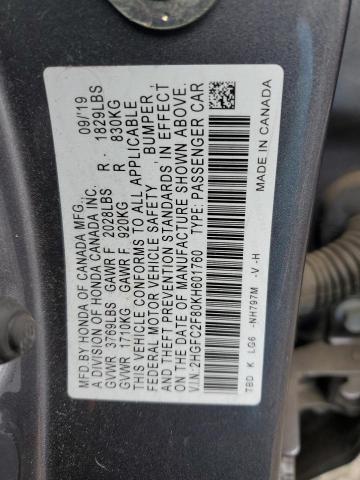 MFD.BY HONDA OF CANADA MFG., 09/19
A DIVISION OF HONDA CANADA INC.
GVWR 3769LBS GAWR F 2028LBS R 1829LBS
GVWR 1710KG GAWR F 920KG R 830KG
THIS VEHICLE CONFORMS TO ALL APPLICABLE
FEDERAL MOTOR VEHICLE SAFETY, BUMPER,
AND THEFT PREVENTION STANDARDS IN EFFECT
ON THE DATE OF MANUFACTURE SHOWN ABOVE.
V.I.N: 2HGFC2F80KH601760 TYPE: PASSENGER CAR
TBD K LG6 -NH797M -V -H
MADE IN CANADA